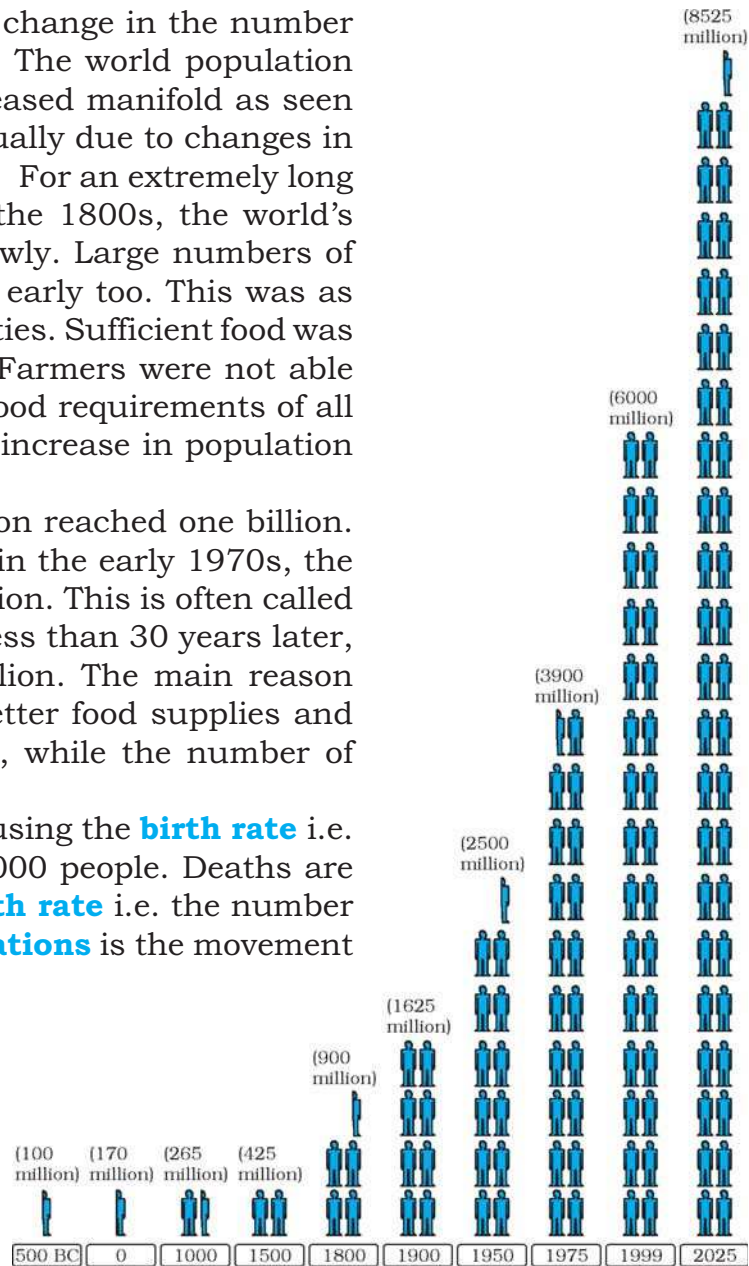 change in the number
The world population
eased manifold as seen
ually due to changes in
For an extremely long
the 1800s, the world's
wly. Large numbers of
early too. This was as
ties. Sufficient food was
Farmers were not able
ood requirements of all
increase in population
on reached one billion.
in the early 1970s, the
ion. This is often called
ess than 30 years later,
lion. The main reason
etter food supplies and
, while the number of
using the birth rate i.e.
000 people. Deaths are
th rate i.e. the number
ations is the movement
(8525
million)
(6000
million)
(3900
million)
(2500
million)
(1625
million)
(900
million)
(100 (170 (265 (425
million) million) million) million)
500 BC 0 1000 1500 1800 1900 1950 1975 1999 2025